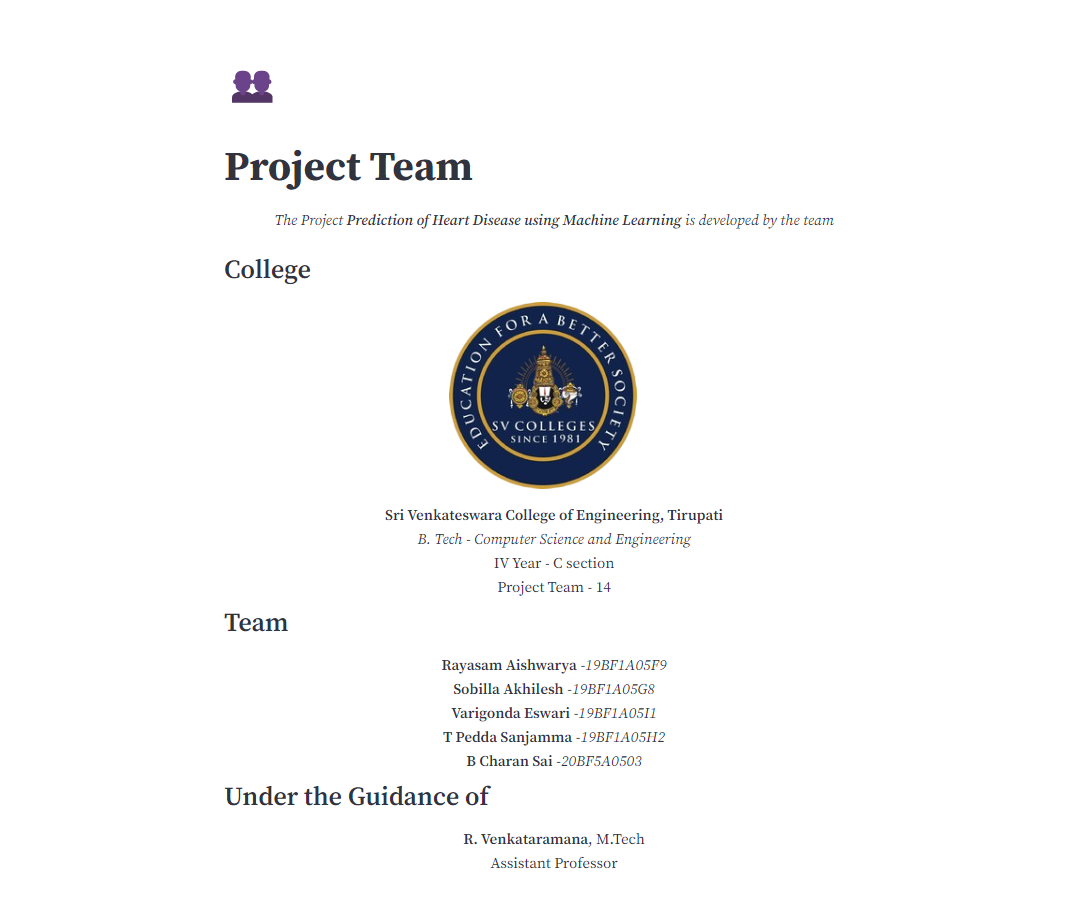 Project Team
The Project Prediction of Heart Disease using Machine Learning is developed by the team
College
EDUCATION FOR A BETTER SOCIETY
SV COLLEGES
SINCE 1981
Sri Venkateswara College of Engineering, Tirupati
B. Tech - Computer Science and Engineering
IV Year - C section
Project Team - 14
Team
Rayasam Aishwarya -19BF1A05F9
Sobilla Akhilesh -19BF1A05G8
Varigonda Eswari -19BF1A05I1
T Pedda Sanjamma -19BF1A05H2
B Charan Sai -20BF5A0503
Under the Guidance of
R. Venkataramana, M.Tech
Assistant Professor